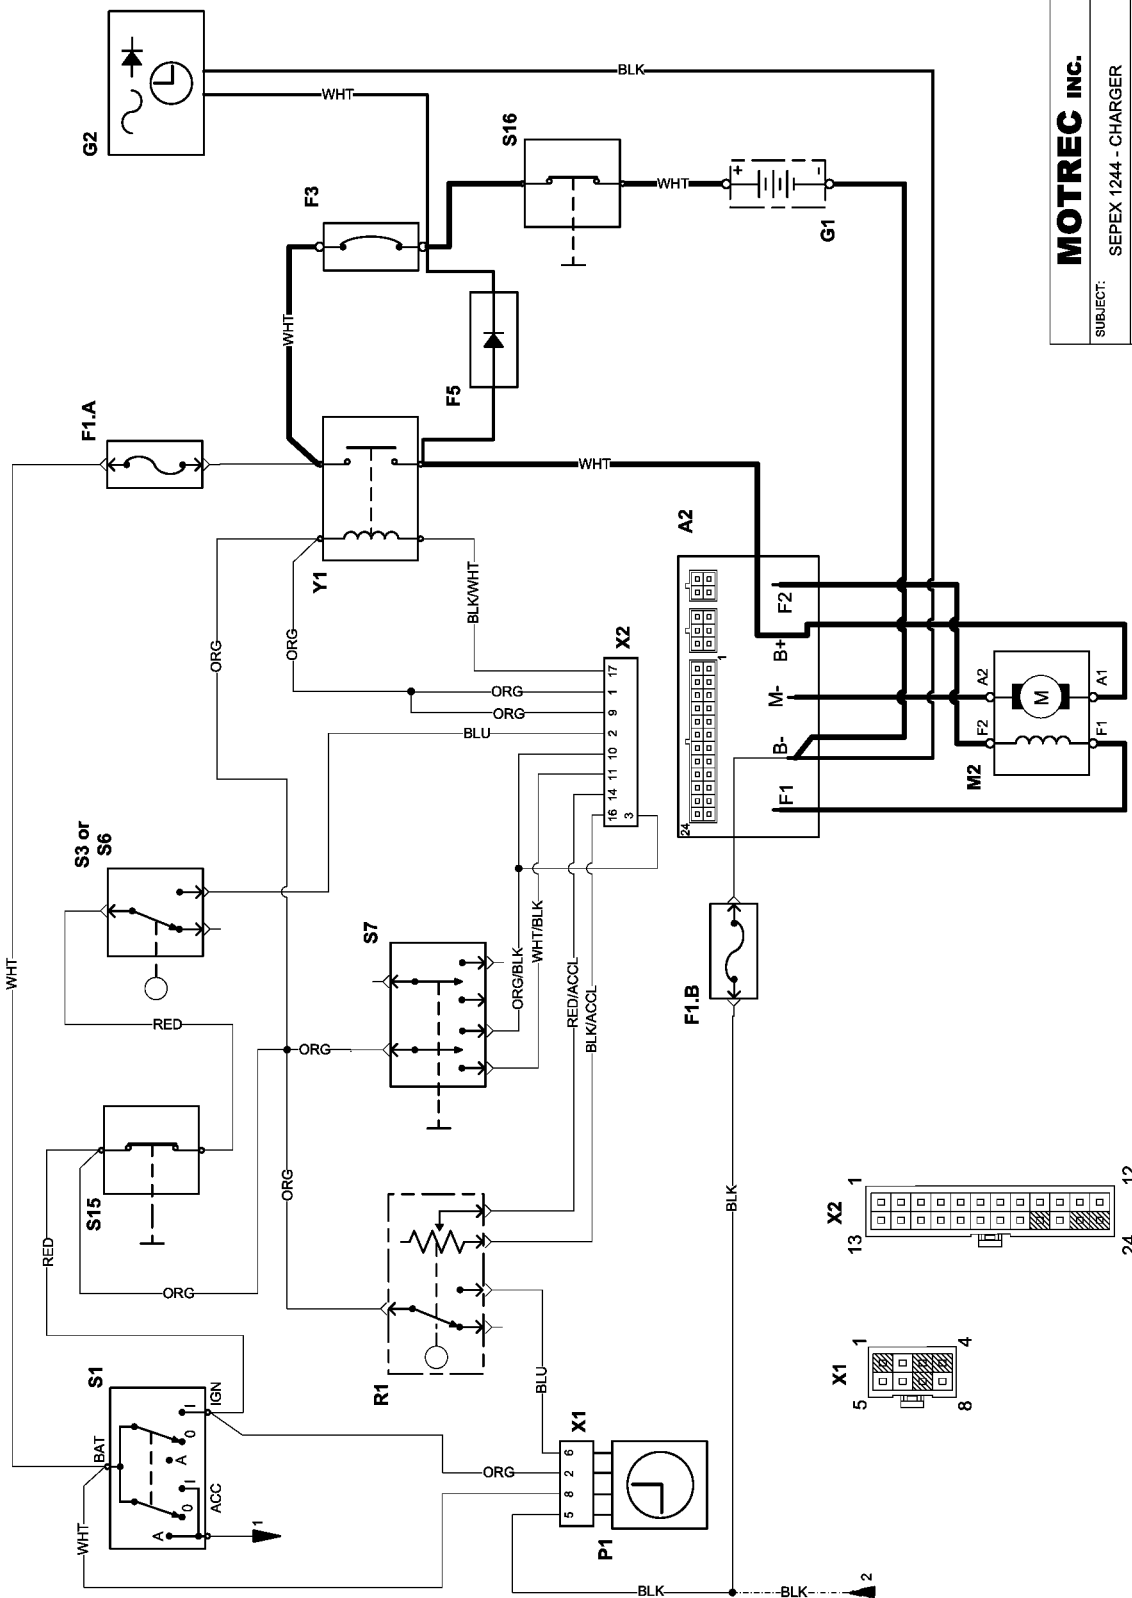 G2
BLK
WHT
S16
F3
WHT
+
-
G1
WHT
F5
F1.A
WHT
Y1
ORG
ORG
BLK/WHT
A2
X2
17
1
9
2
10
11
14
16
3
ORG
ORG
BLU
24
1
F2
B+
M-
B-
F1
F2
A2
M
F1
A1
M2
WHT
S3 or
S6
RED
S7
ORG
ORG/BLK
WHT/BLK
RED/ACCL
BLK/ACCL
F1.B
BLK
S15
RED
ORG
ORG
R1
BLU
S1
BAT
IGN
ACC
A
0
I
A
0
I
1
WHT
ORG
X1
6
2
8
5
P1
BLK
BLK
2
X2
1
13
12
24
X1
1
5
4
8
MOTREC INC.
SUBJECT:
SEPEX 1244 - CHARGER